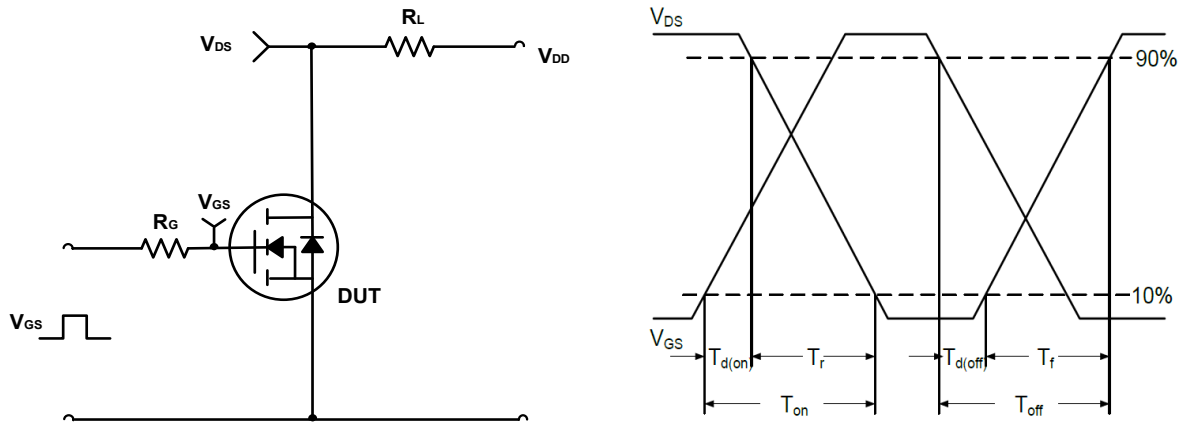 RL
VDS
VDD
VGS
RG
DUT
VGS
VDS
90%
10%
VGS
Td(on)
Tr
Td(off)
Tf
Ton
Toff